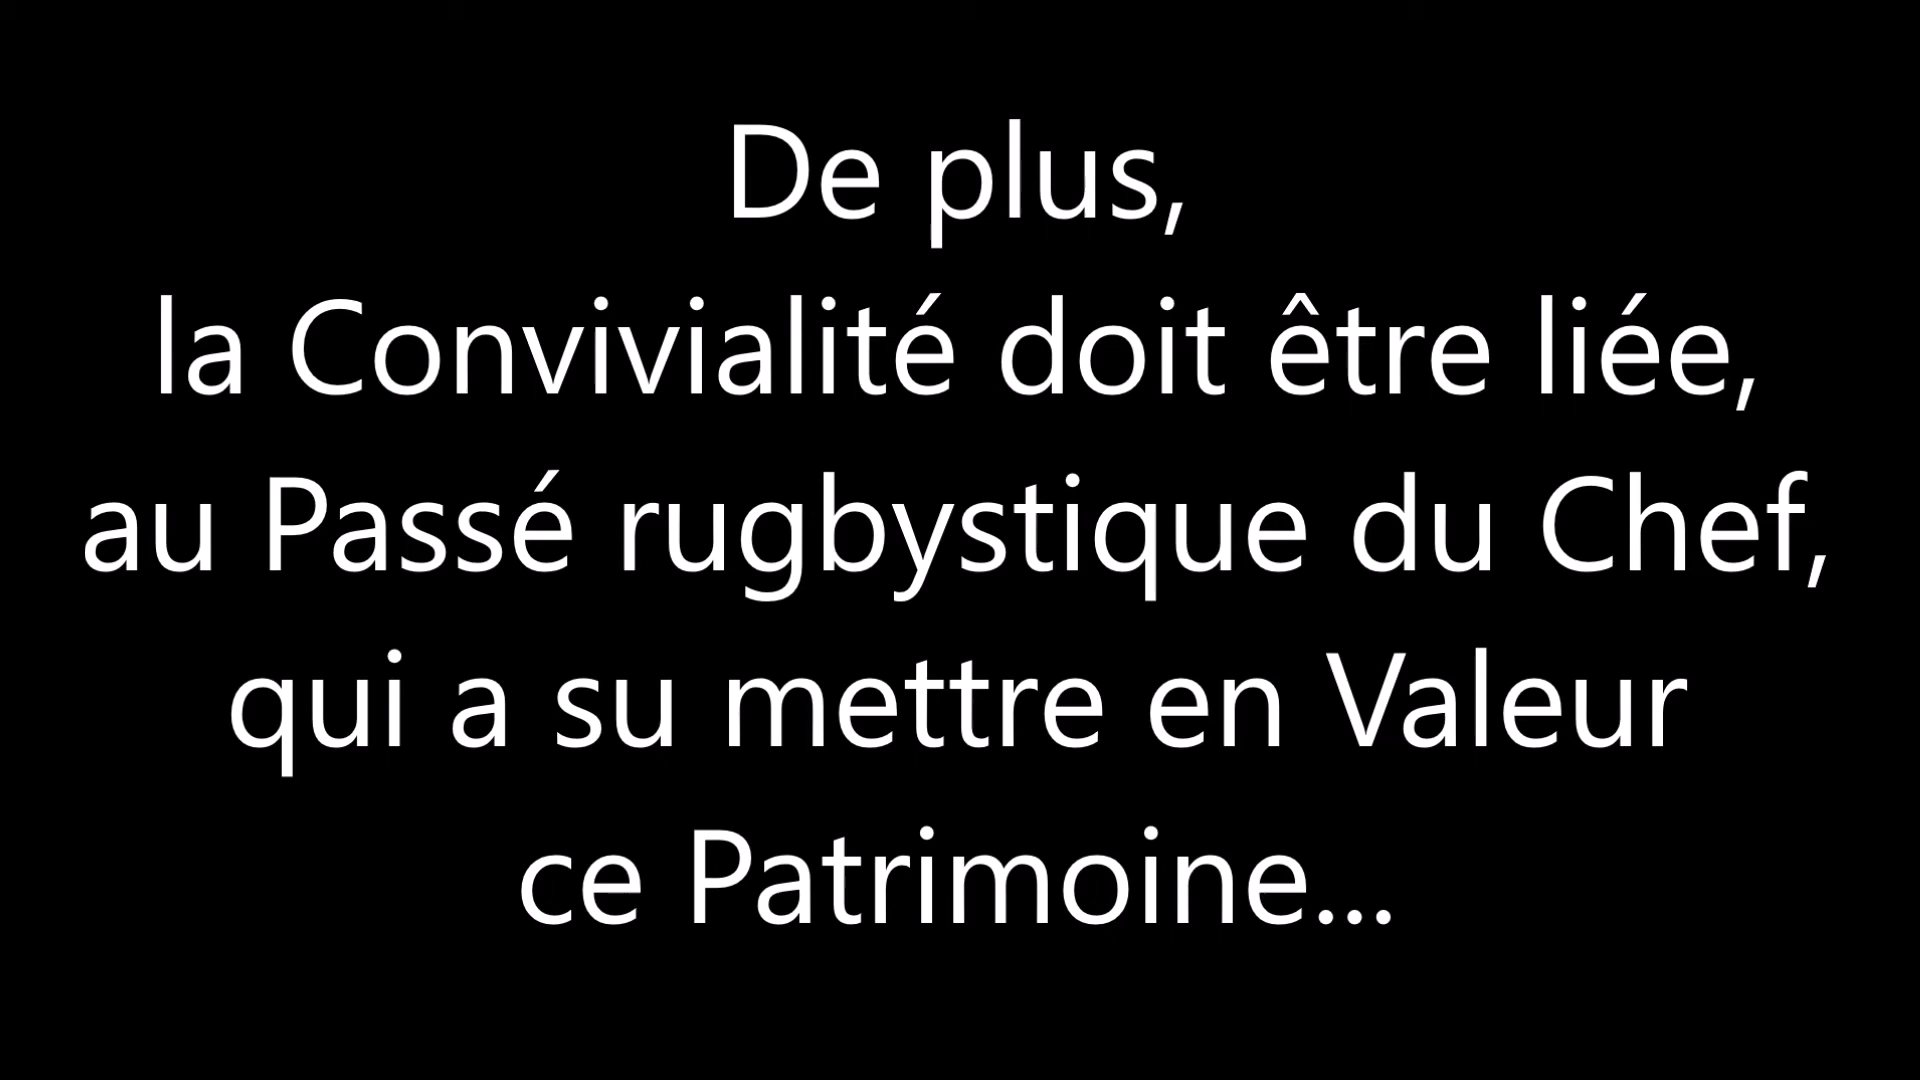 De plus,
la Convivialité doit être liée,
au Passé rugbystique du Chef,
qui a su mettre en Valeur
ce Patrimoine...